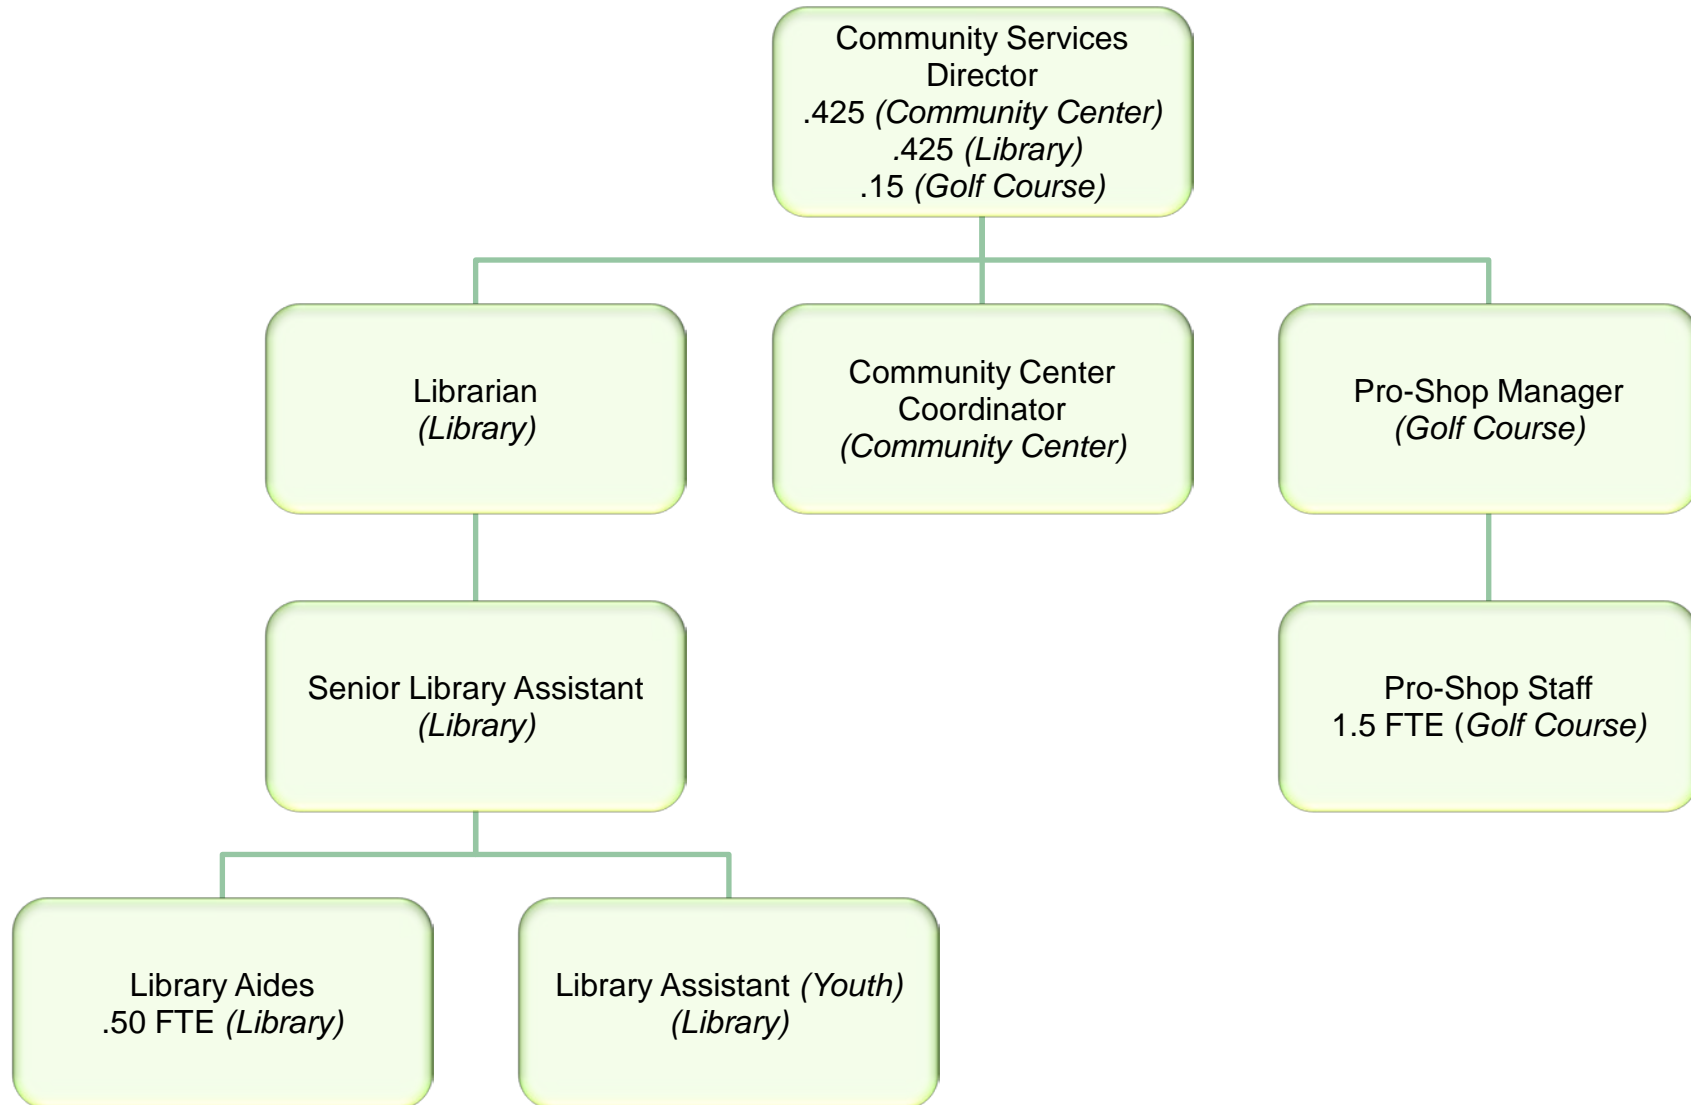 Community Services
Director
.425 (Community Center)
.425 (Library)
.15 (Golf Course)
Librarian
(Library)
Community Center
Coordinator
(Community Center)
Pro-Shop Manager
(Golf Course)
Senior Library Assistant
(Library)
Pro-Shop Staff
1.5 FTE (Golf Course)
Library Aides
.50 FTE (Library)
Library Assistant (Youth)
(Library)